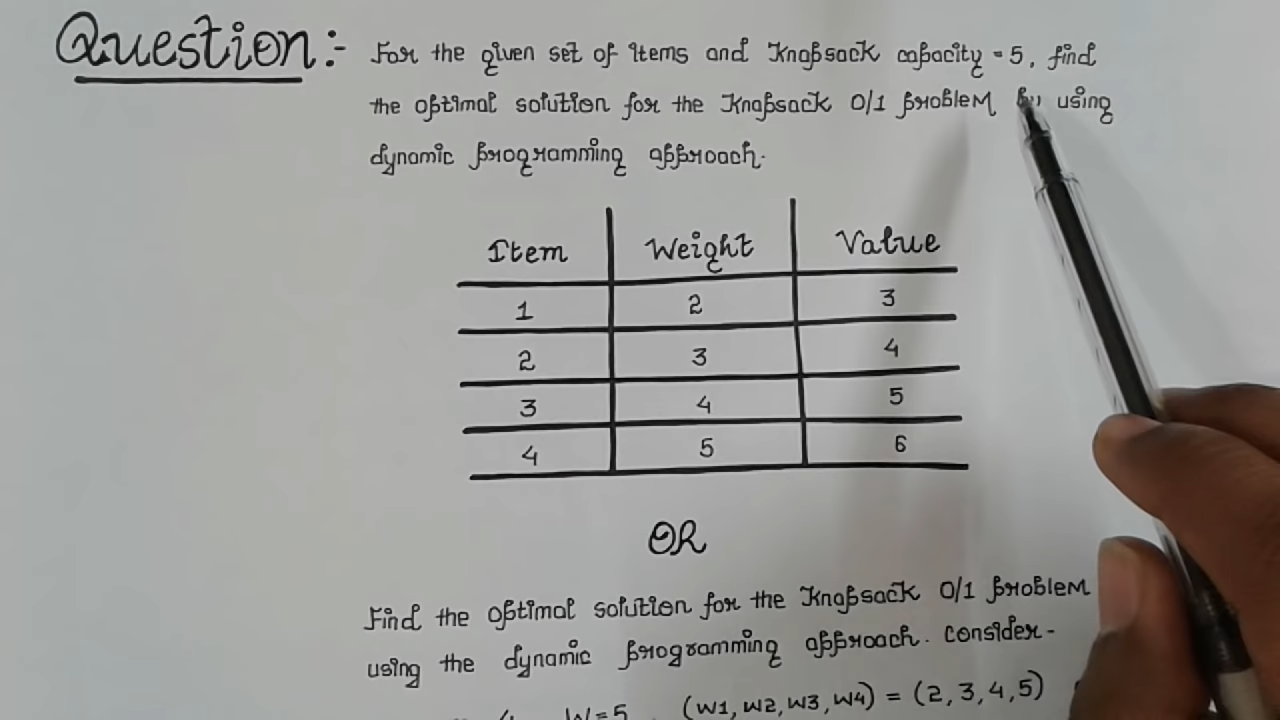 Question:-
For the given set of items and Knapsack capacity = 5, find
the optimal solution for the Knapsack 0/1 problem by using
dynamic programming approach.
Item Weight Value
1 2 3
2 3 4
3 4 5
4 5 6
OR
Find the optimal solution for the Knapsack 0/1 problem
using the dynamic programming approach. Consider-
W=5 (w1, w2, w3, w4) = (2, 3, 4, 5)